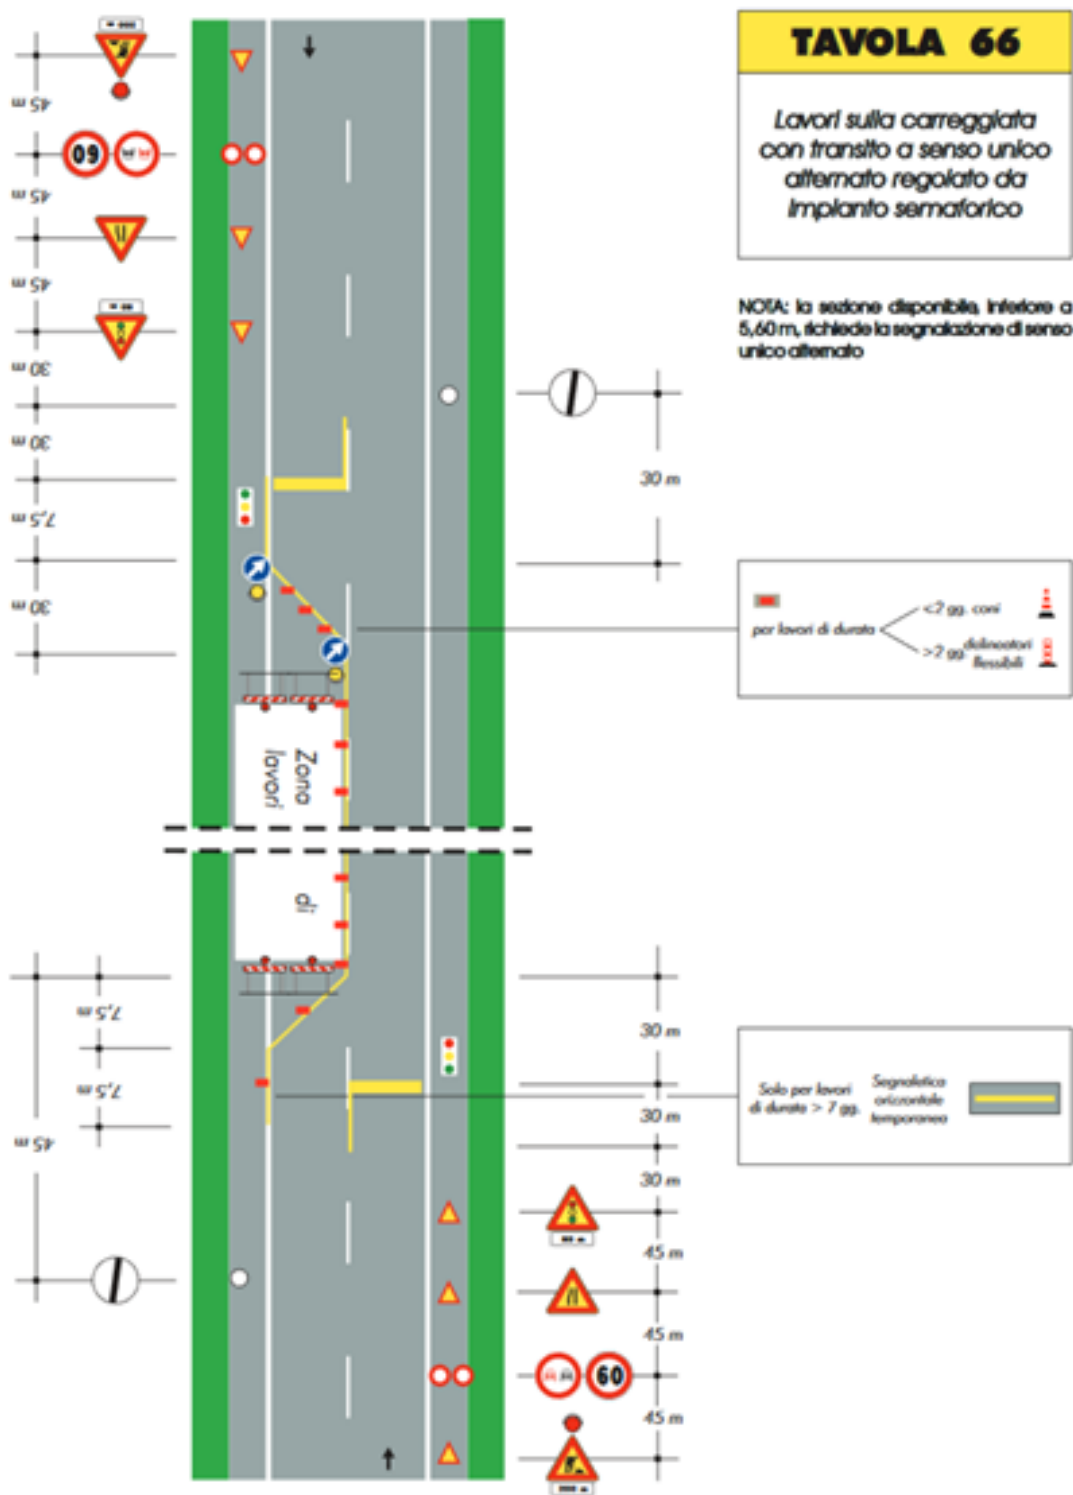 TAVOLA 66
Lavori sulla carreggiata
con transito a senso unico
alternato regolato da
impianto semaforico
NOTA: la sezione disponibile, inferiore a
5,60 m, richiede la segnalazione di senso
unico alternato
45 m
60
45 m
45 m
30 m
30 m
7,5 m
30 m
30 m
per lavori di durata
<2 gg. coni
>2 gg. delineatori
flessibili
Zona
lavori
di
7,5 m
7,5 m
45 m
30 m
30 m
30 m
45 m
45 m
60
45 m
Solo per lavori
di durata > 7 gg.
Segnaletica
orizzontale
temporanea